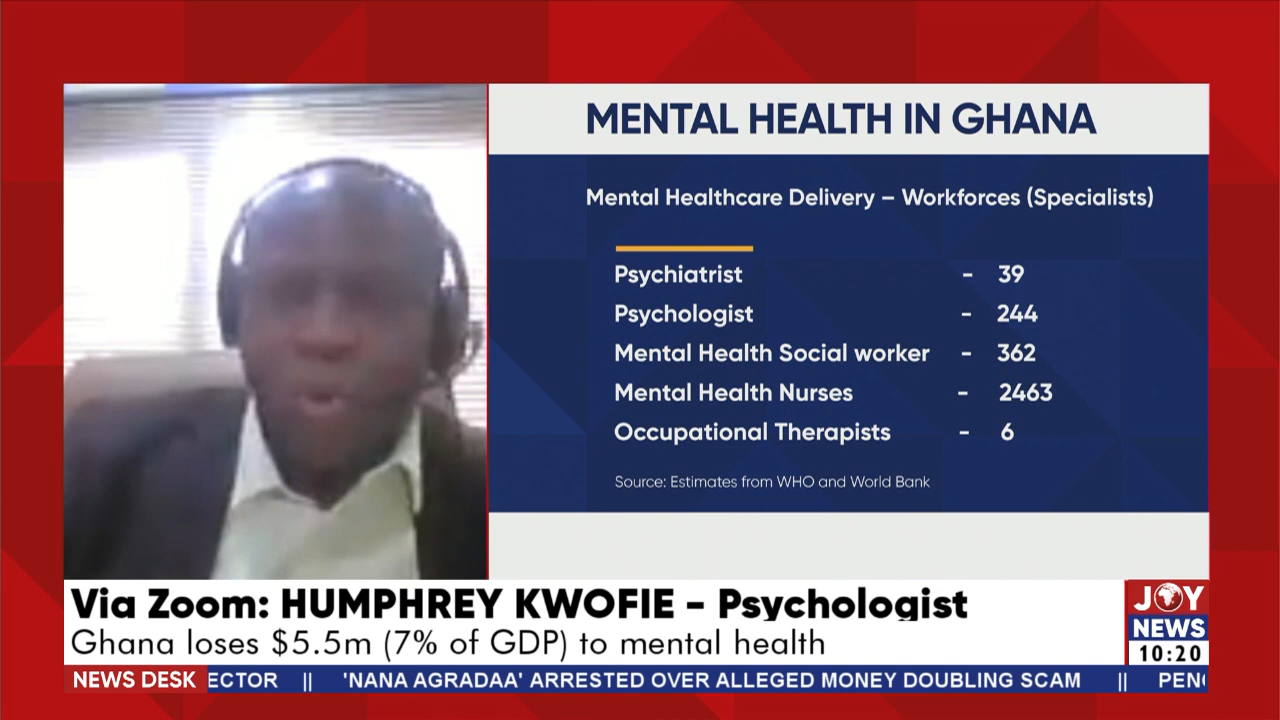 MENTAL HEALTH IN GHANA
Mental Healthcare Delivery – Workforces (Specialists)
Psychiatrist - 39
Psychologist - 244
Mental Health Social worker - 362
Mental Health Nurses - 2463
Occupational Therapists - 6
Source: Estimates from WHO and World Bank
Via Zoom: HUMPHREY KWOFIE - Psychologist
Ghana loses $5.5m (7% of GDP) to mental health
JOY
NEWS
10:20
NEWS DESK ECTOR || 'NANA AGRADAA' ARRESTED OVER ALLEGED MONEY DOUBLING SCAM || PEN